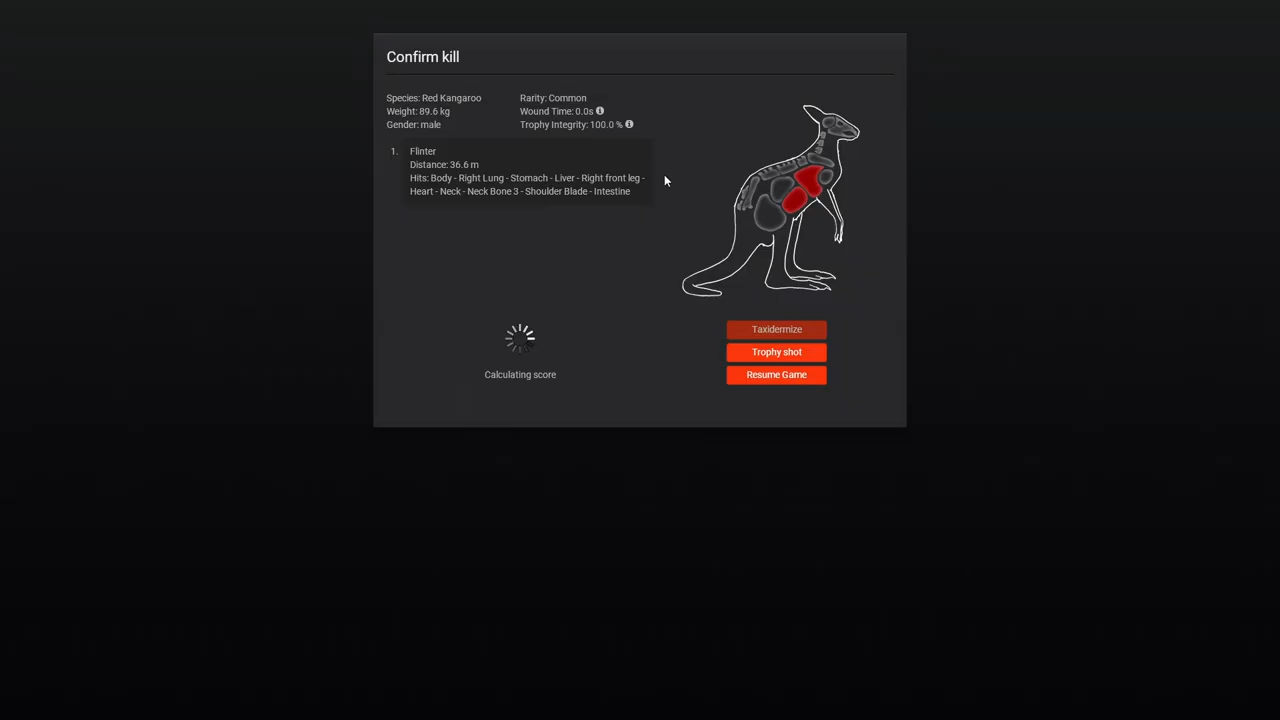 Confirm kill
Species: Red Kangaroo
Rarity: Common
Weight: 89.6 kg
Wound Time: 0.0s
Gender: male
Trophy Integrity: 100.0 %
1. Flinter
Distance: 36.6 m
Hits: Body - Right Lung - Stomach - Liver - Right front leg -
Heart - Neck - Neck Bone 3 - Shoulder Blade - Intestine
Calculating score
Taxidermize
Trophy shot
Resume Game